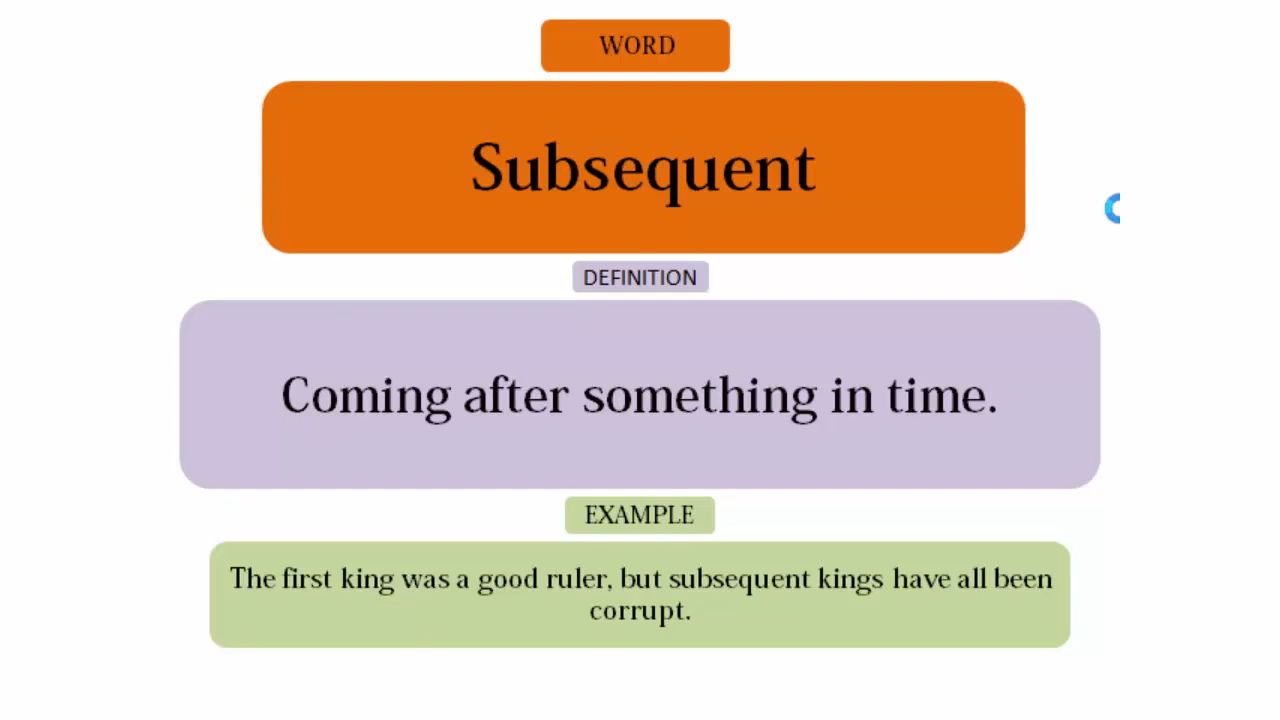 WORD
Subsequent
DEFINITION
Coming after something in time.
EXAMPLE
The first king was a good ruler, but subsequent kings have all been
corrupt.